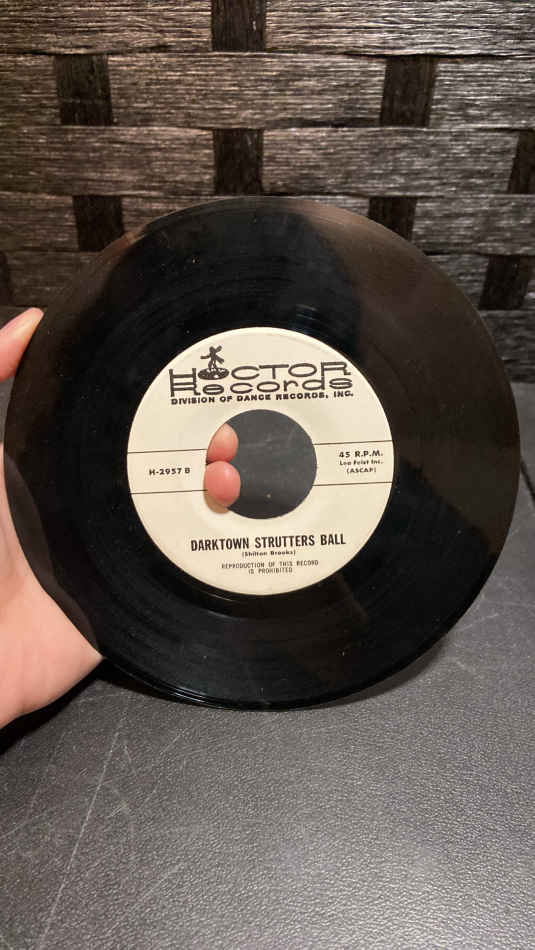 HOCTOR
Records
DIVISION OF DANCE RECORDS, INC.
H-2957 B
45 R.P.M.
Leo Feist Inc.
(ASCAP)
DARKTOWN STRUTTERS BALL
(Shilton Brooks)
REPRODUCTION OF THIS RECORD
IS PROHIBITED